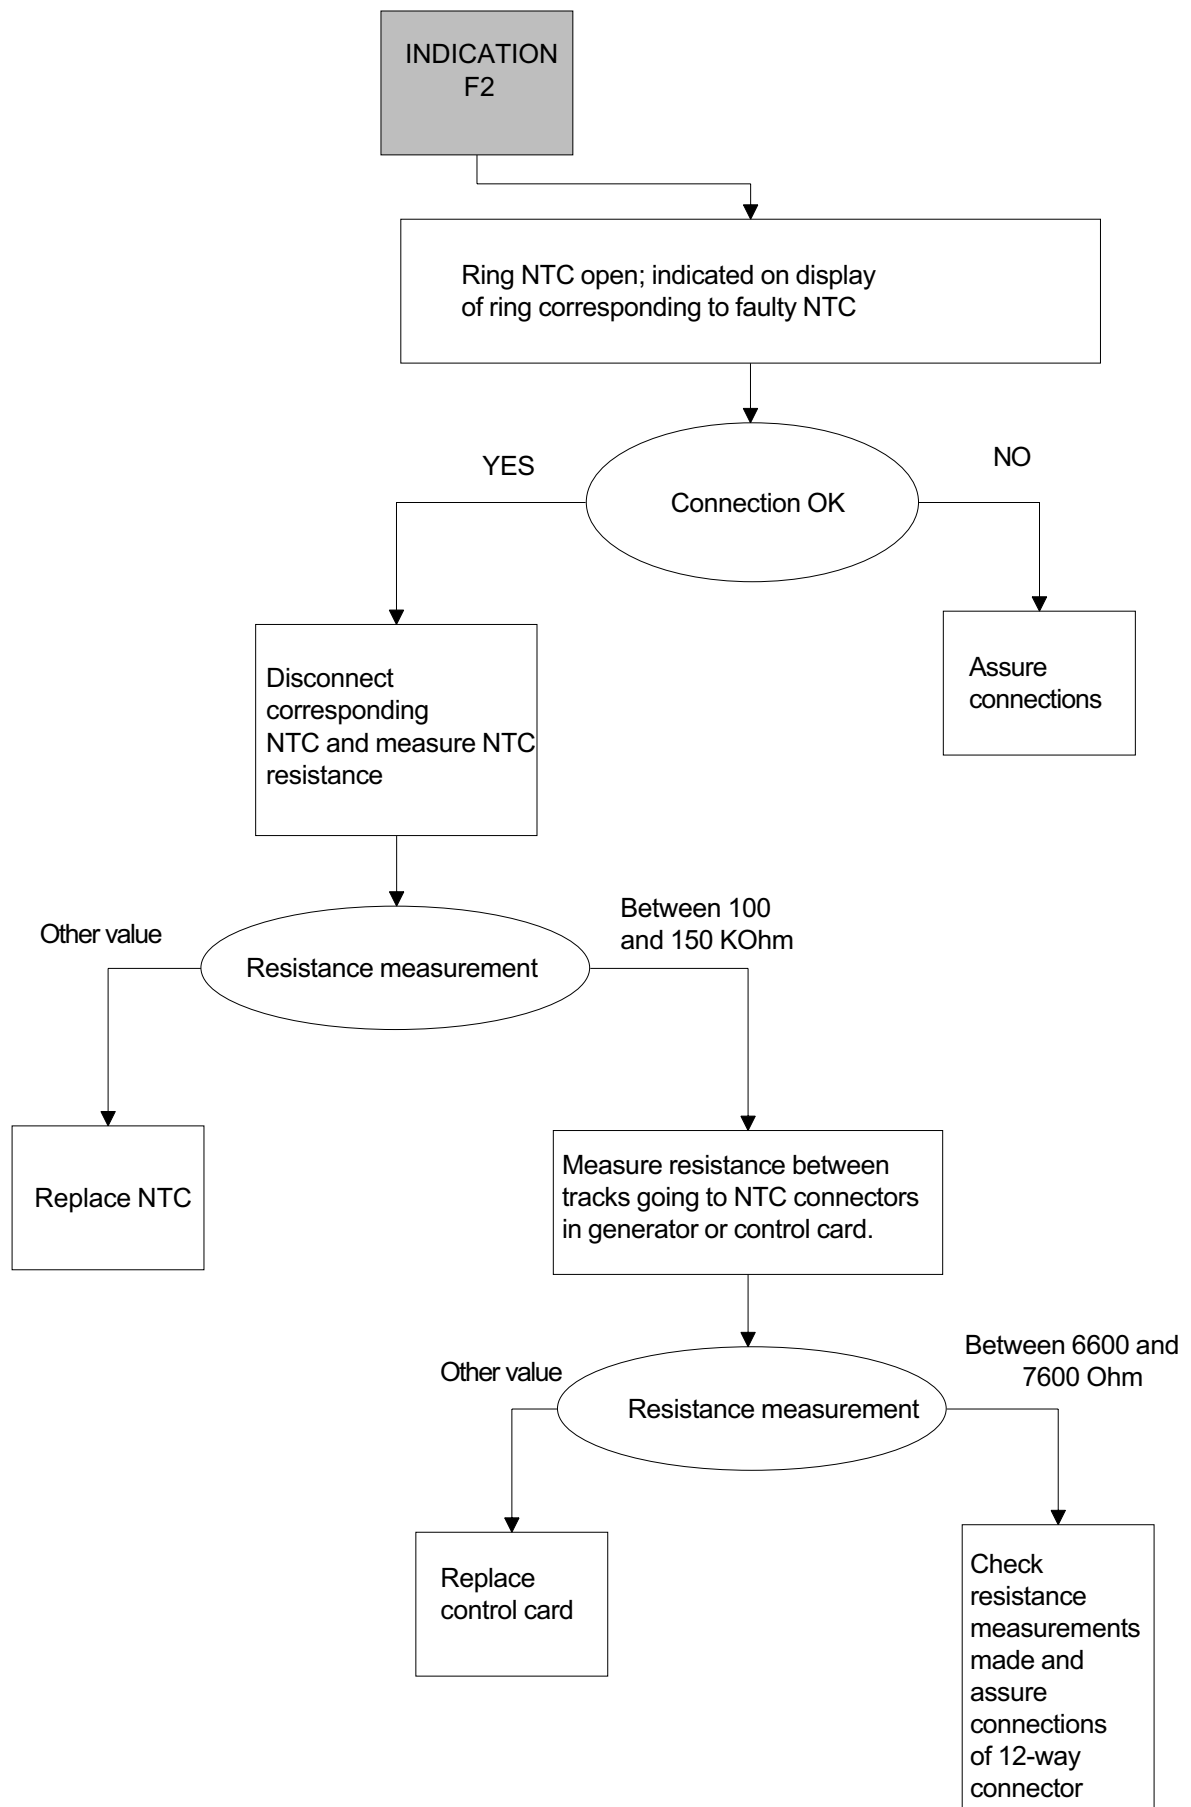 INDICATION
F2
Ring NTC open; indicated on display
of ring corresponding to faulty NTC
YES
NO
Connection OK
Disconnect
corresponding
NTC and measure NTC
resistance
Assure
connections
Other value
Between 100
and 150 KOhm
Resistance measurement
Replace NTC
Measure resistance between
tracks going to NTC connectors
in generator or control card.
Other value
Between 6600 and
7600 Ohm
Resistance measurement
Replace
control card
Check
resistance
measurements
made and
assure
connections
of 12-way
connector